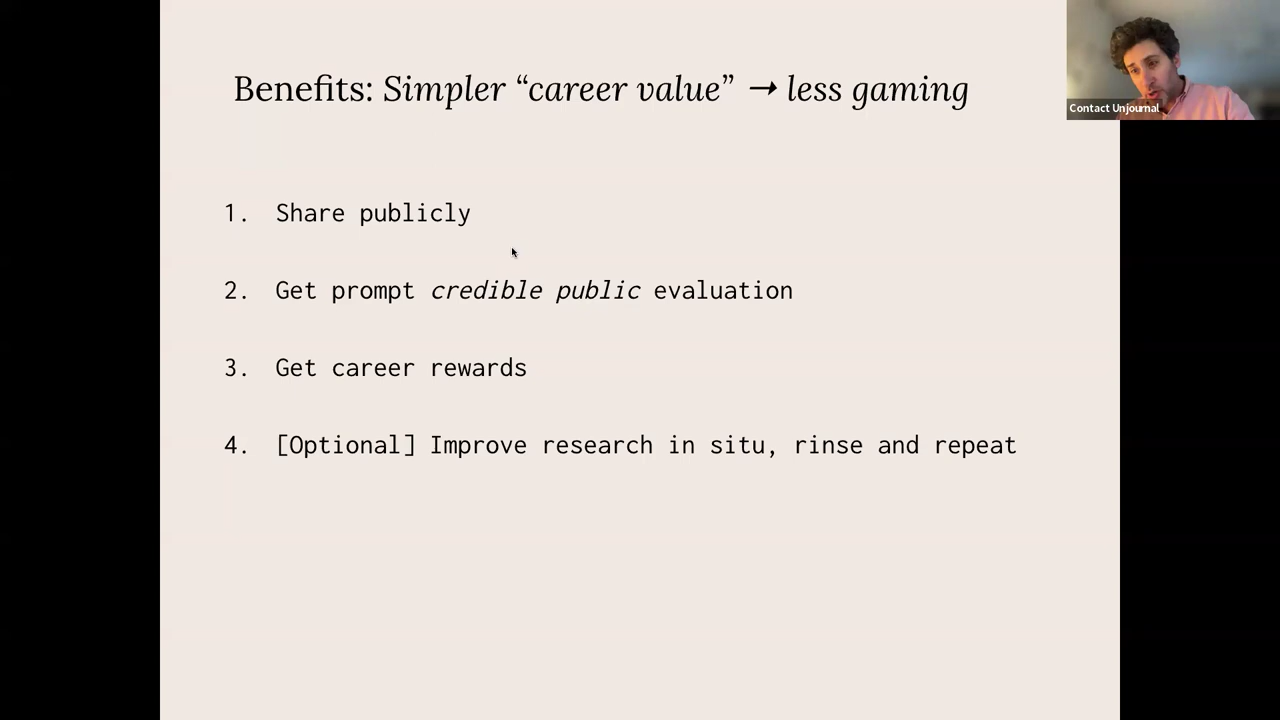 Benefits: Simpler “career value” → less gaming
Contact Unjournal
1. Share publicly
2. Get prompt credible public evaluation
3. Get career rewards
4. [Optional] Improve research in situ, rinse and repeat